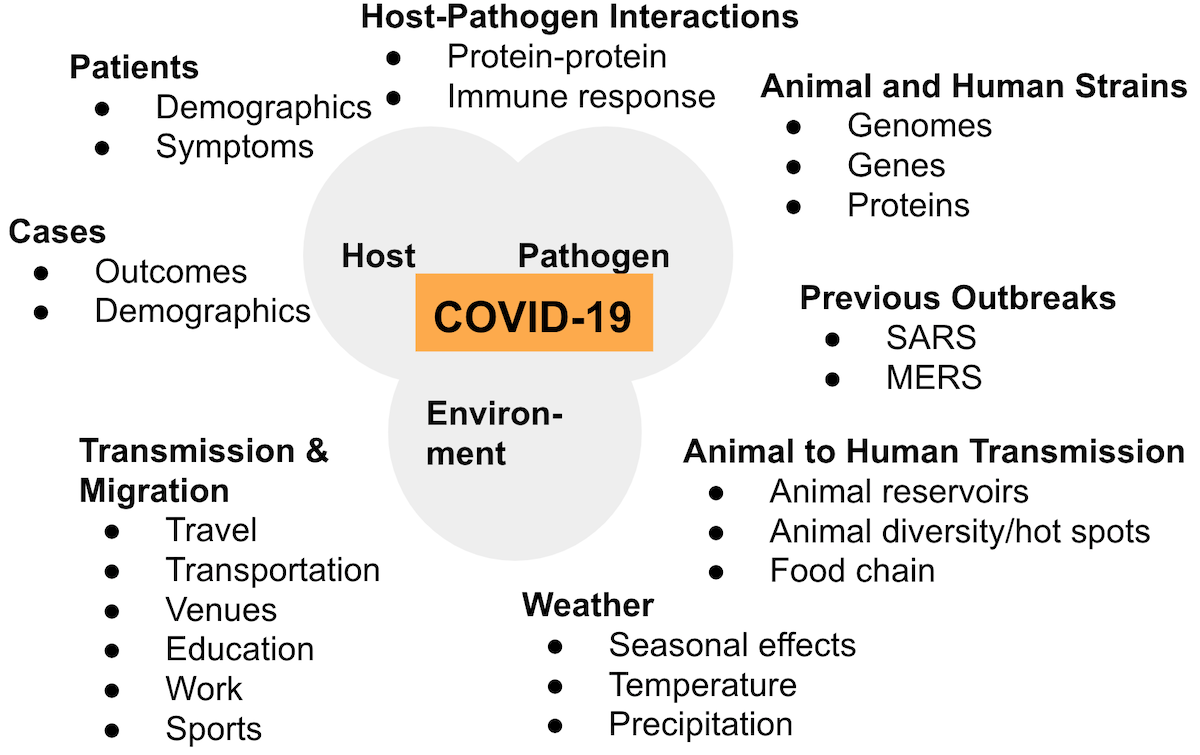 Host-Pathogen Interactions
● Protein-protein
● Immune response
Patients
● Demographics
● Symptoms
Animal and Human Strains
● Genomes
● Genes
● Proteins
Cases
● Outcomes
● Demographics
Host
Pathogen
COVID-19
Environ-
ment
Previous Outbreaks
● SARS
● MERS
Transmission &
Migration
● Travel
● Transportation
● Venues
● Education
● Work
● Sports
Animal to Human Transmission
● Animal reservoirs
● Animal diversity/hot spots
● Food chain
Weather
● Seasonal effects
● Temperature
● Precipitation